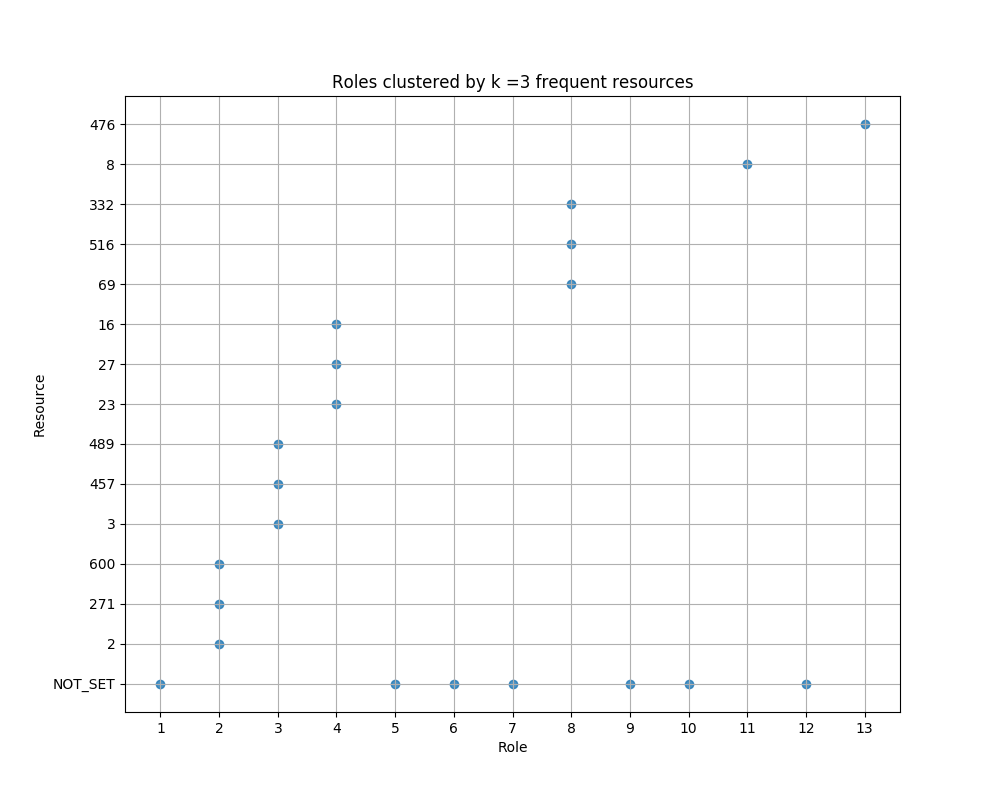 Roles clustered by k =3 frequent resources
476
8
332
516
69
16
27
23
489
457
3
600
271
2
NOT_SET
Resource
1 2 3 4 5 6 7 8 9 10 11 12 13
Role